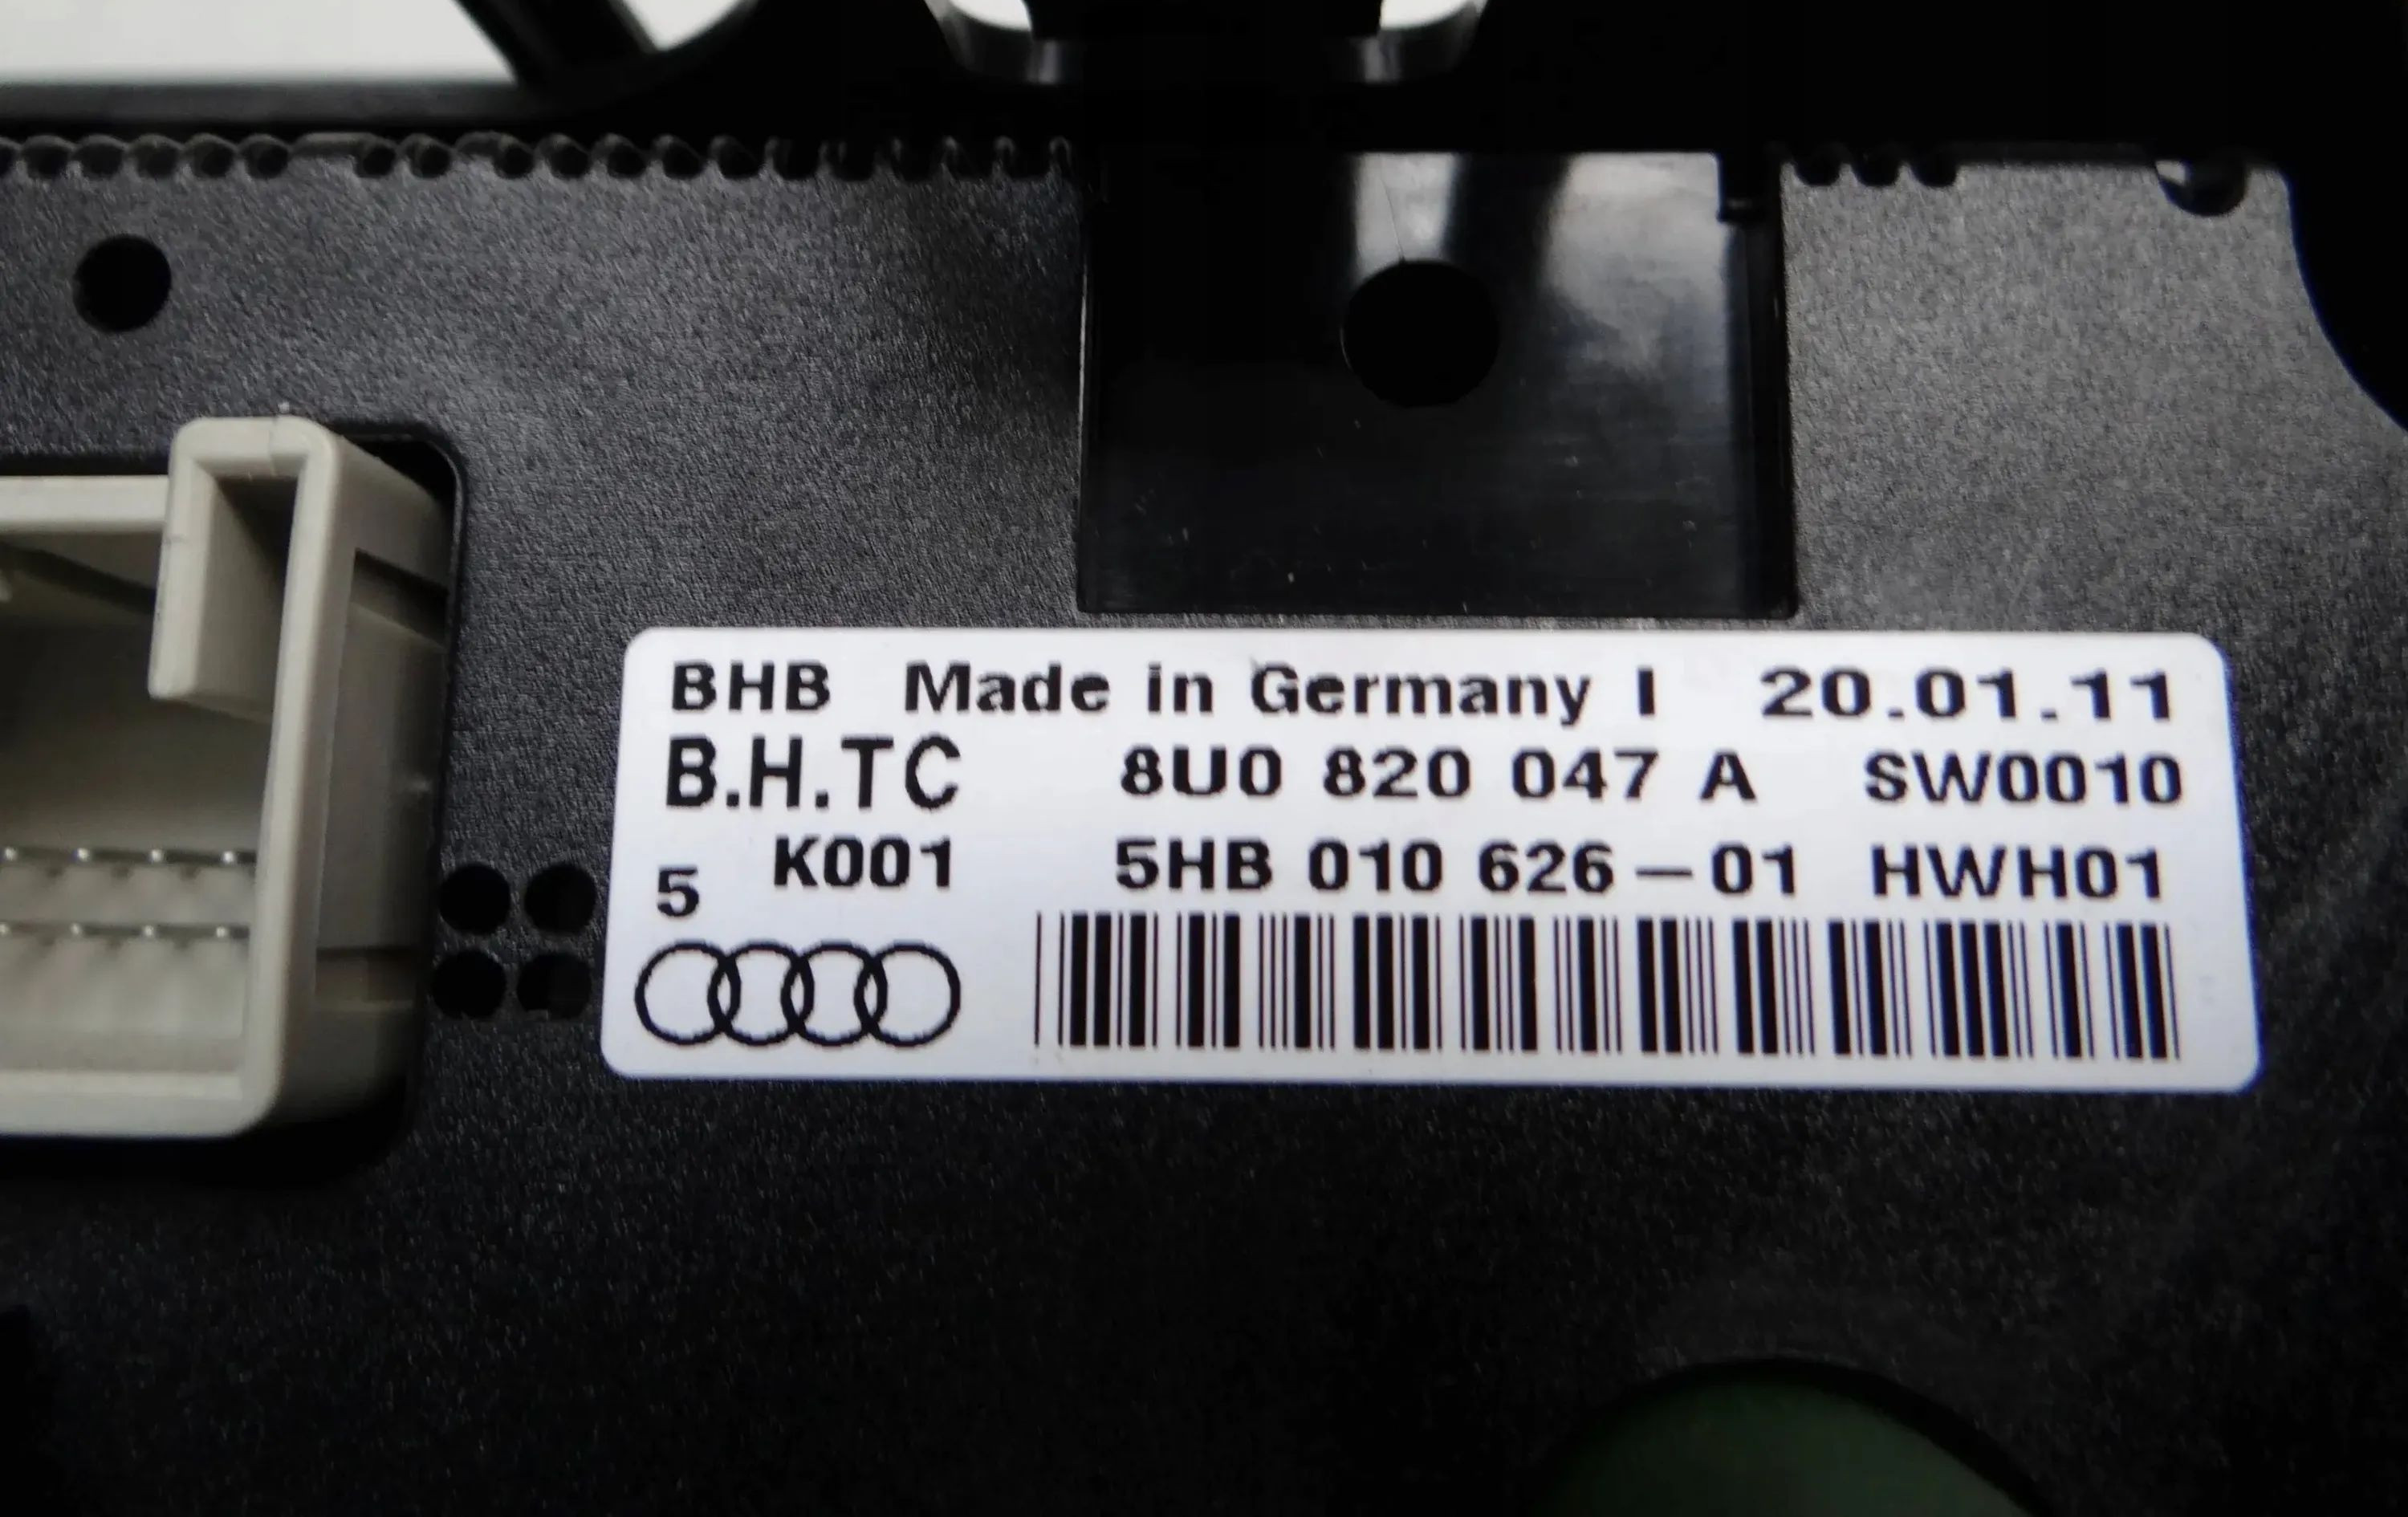 BHB Made in Germany I 20.01.11
B.H.TC 8U0 820 047 A SW0010
5 K001 5HB 010 626-01 HWH01